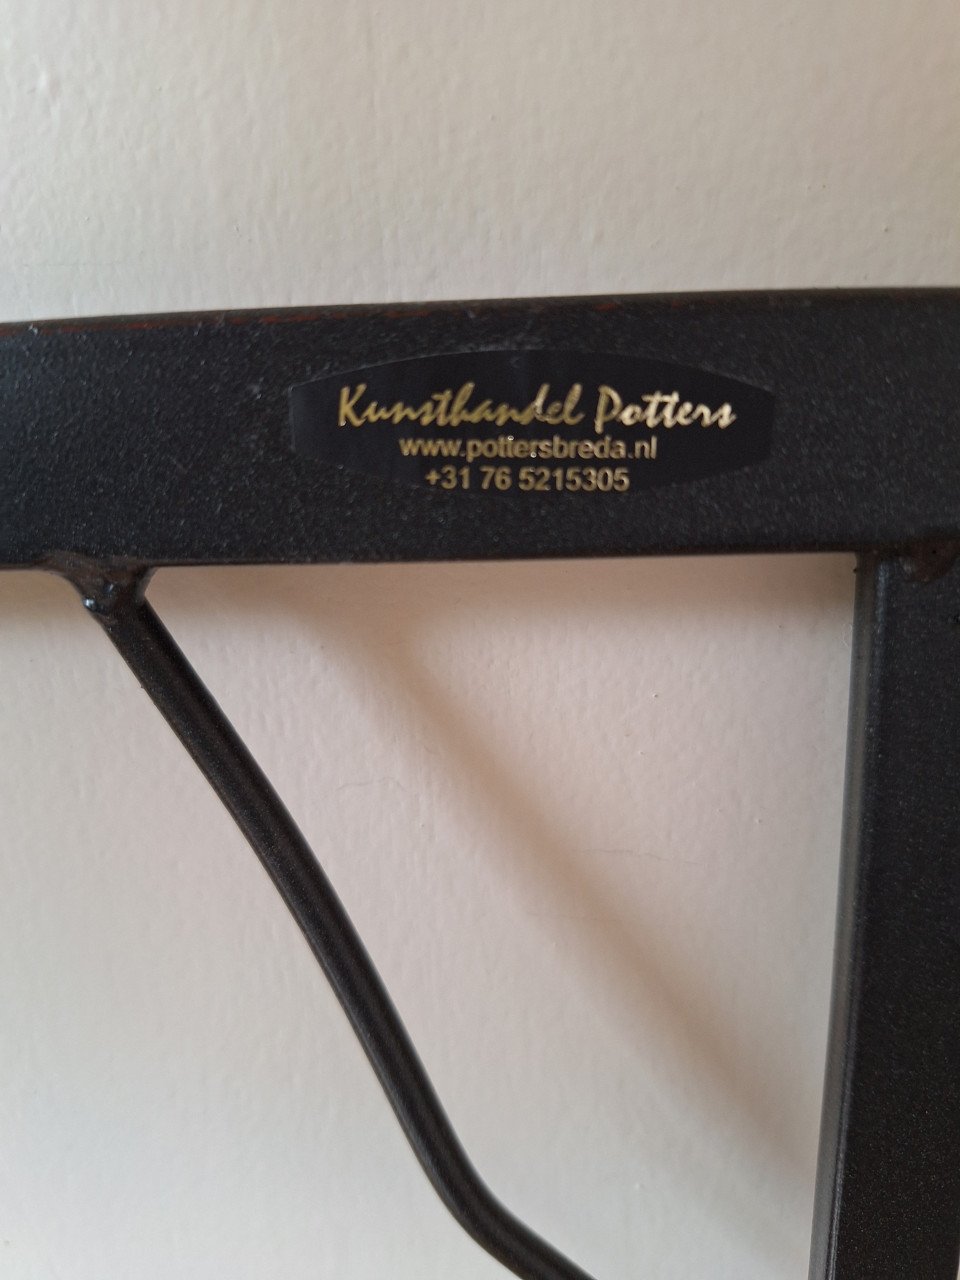 Kunsthandel Potters
www.pottersbreda.nl
+31 76 5215305